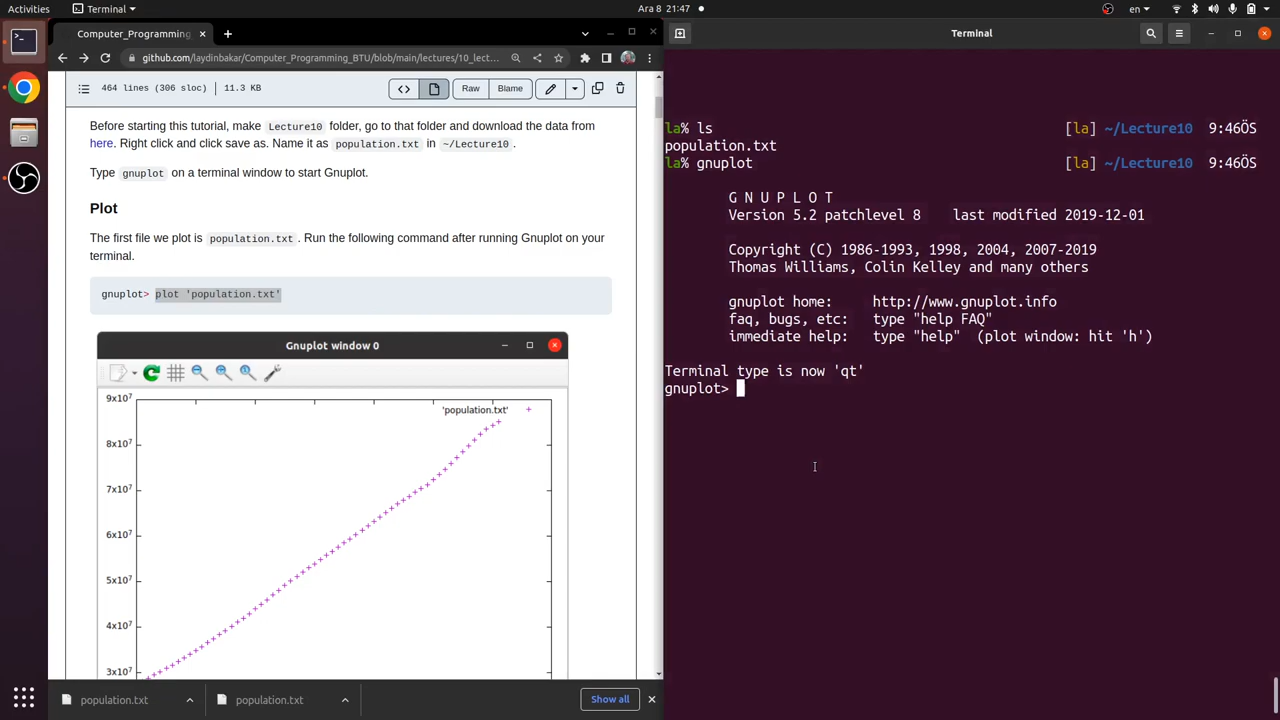 Activities
Terminal
Ara 8 21:47
en
Computer_Programming
github.com/laydinbakar/Computer_Programming_BTU/blob/main/lectures/10_lect...
464 lines (306 sloc)
11.3 KB
Raw
Blame
Before starting this tutorial, make Lecture10 folder, go to that folder and download the data from
here. Right click and click save as. Name it as population.txt in ~/Lecture10.
Type gnuplot on a terminal window to start Gnuplot.
Plot
The first file we plot is population.txt. Run the following command after running Gnuplot on your
terminal.
gnuplot> plot 'population.txt'
Gnuplot window 0
9x10⁷
'population.txt'
8x10⁷
7x10⁷
6x10⁷
5x10⁷
4x10⁷
3x10⁷
population.txt
population.txt
Show all
Terminal
la% ls [la] ~/Lecture10 9:46ÖS
population.txt
la% gnuplot [la] ~/Lecture10 9:46ÖS
G N U P L O T
Version 5.2 patchlevel 8 last modified 2019-12-01
Copyright (C) 1986-1993, 1998, 2004, 2007-2019
Thomas Williams, Colin Kelley and many others
gnuplot home: http://www.gnuplot.info
faq, bugs, etc: type "help FAQ"
immediate help: type "help" (plot window: hit 'h')
Terminal type is now 'qt'
gnuplot>